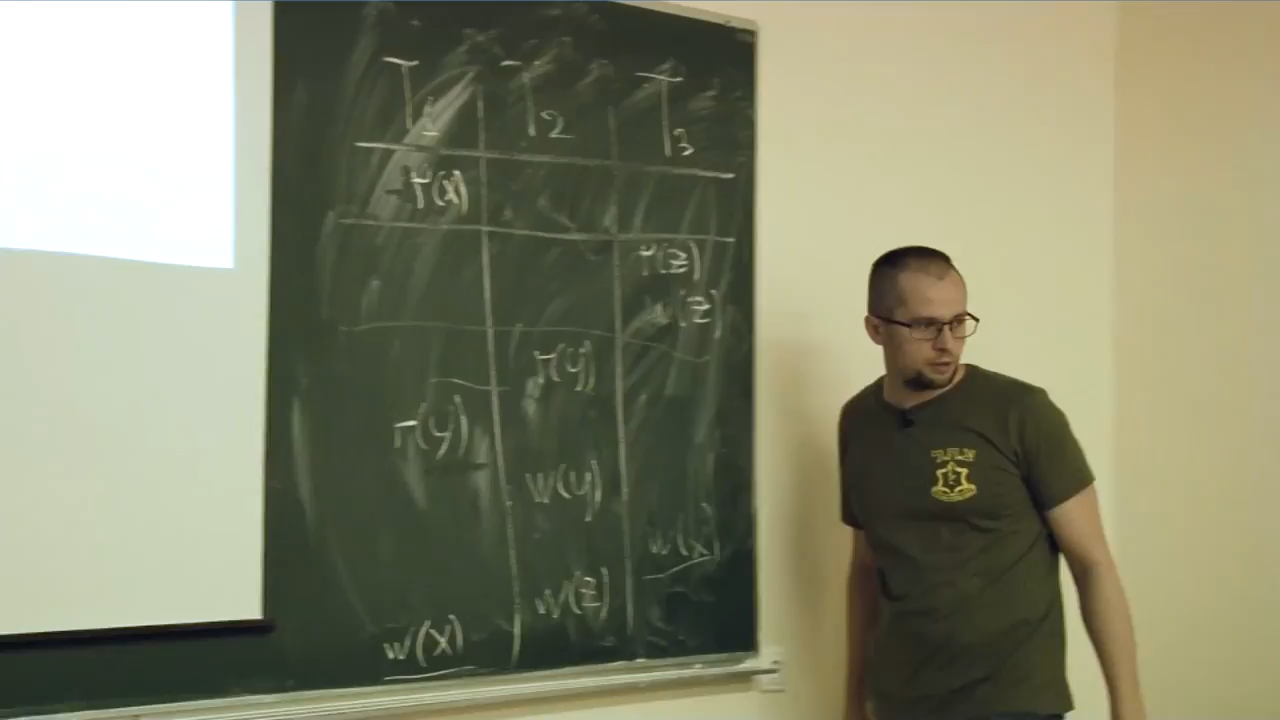 T1 T2 T3
r(x)
r(z)
w(z)
r(y)
r(y)
w(y)
w(x)
w(z)
w(x)
צ.ה.ל